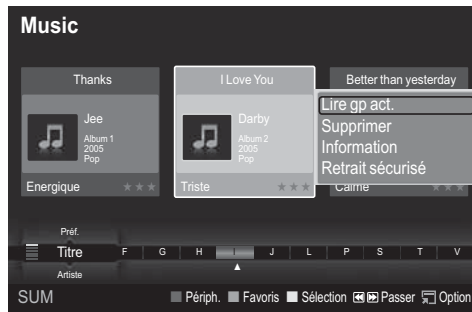 Music
Thanks
I Love You
Better than yesterday
Jee
Album 1
2005
Pop
Energique
Darby
Album 2
2005
Pop
Triste
Lire gp act.
Supprimer
Information
Retrait sécurisé
Calme
Préf.
Titre F G H I J L P S T V
Artiste
SUM Périph. Favoris Sélection Passer Option